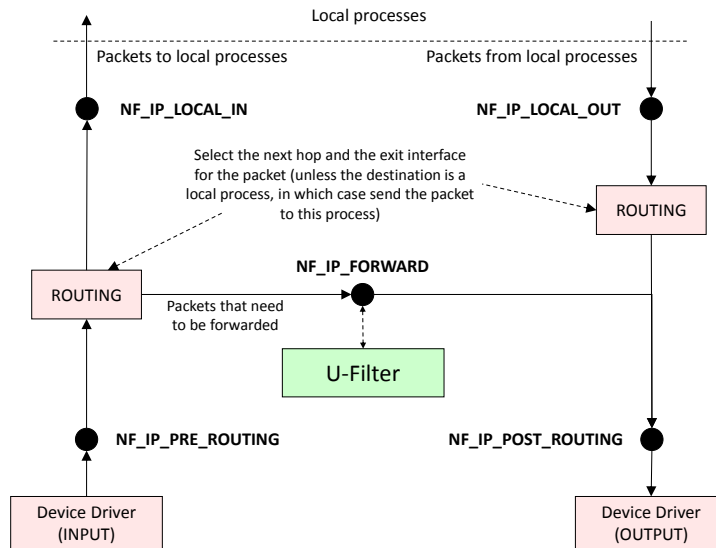 Local processes
Packets to local processes
Packets from local processes
NF_IP_LOCAL_IN
NF_IP_LOCAL_OUT
Select the next hop and the exit interface
for the packet (unless the destination is a
local process, in which case send the packet
to this process)
ROUTING
NF_IP_FORWARD
ROUTING
Packets that need
to be forwarded
U-Filter
NF_IP_PRE_ROUTING
NF_IP_POST_ROUTING
Device Driver
(INPUT)
Device Driver
(OUTPUT)